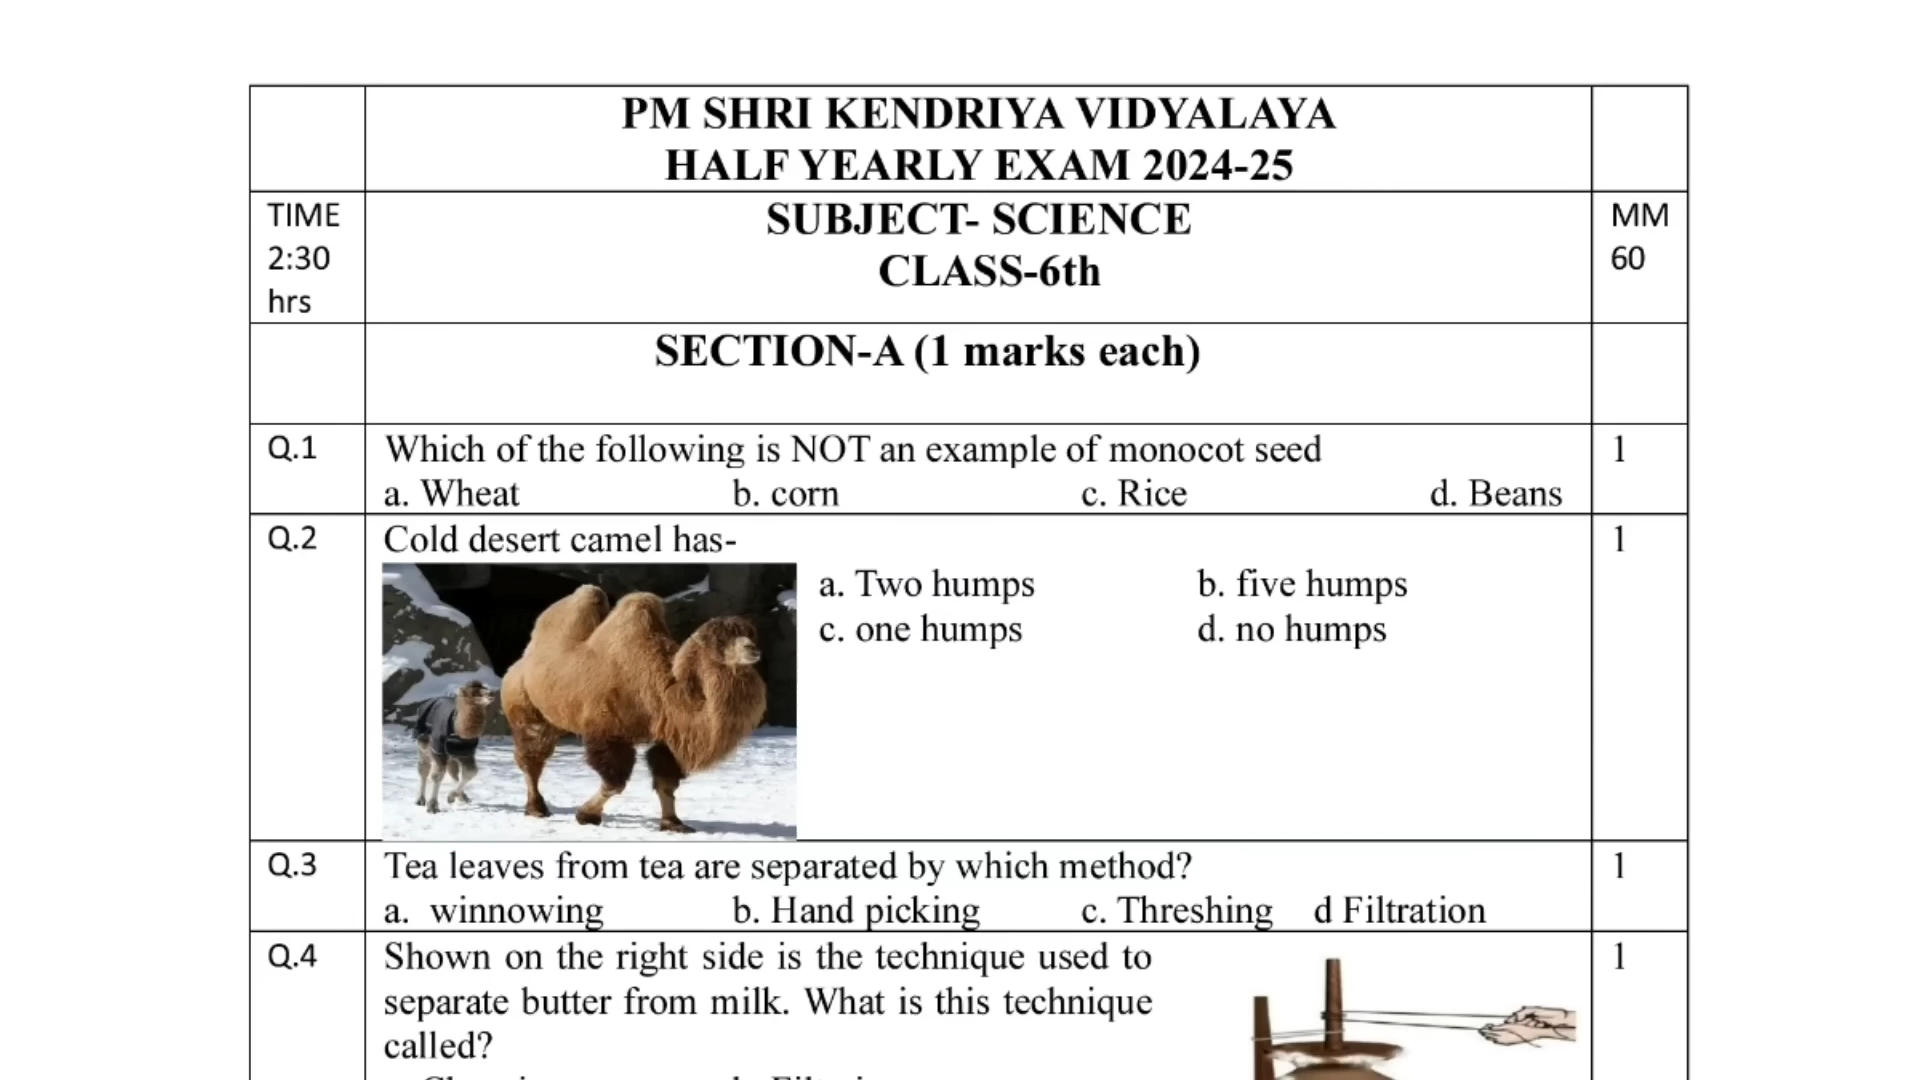 PM SHRI KENDRIYA VIDYALAYA
HALF YEARLY EXAM 2024-25
TIME
2:30
hrs
SUBJECT- SCIENCE
CLASS-6th
MM
60
SECTION-A (1 marks each)
Q.1 Which of the following is NOT an example of monocot seed 1
a. Wheat b. corn c. Rice d. Beans
Q.2 Cold desert camel has- 1
a. Two humps b. five humps
c. one humps d. no humps
Q.3 Tea leaves from tea are separated by which method? 1
a. winnowing b. Hand picking c. Threshing d Filtration
Q.4 Shown on the right side is the technique used to 1
separate butter from milk. What is this technique
called?